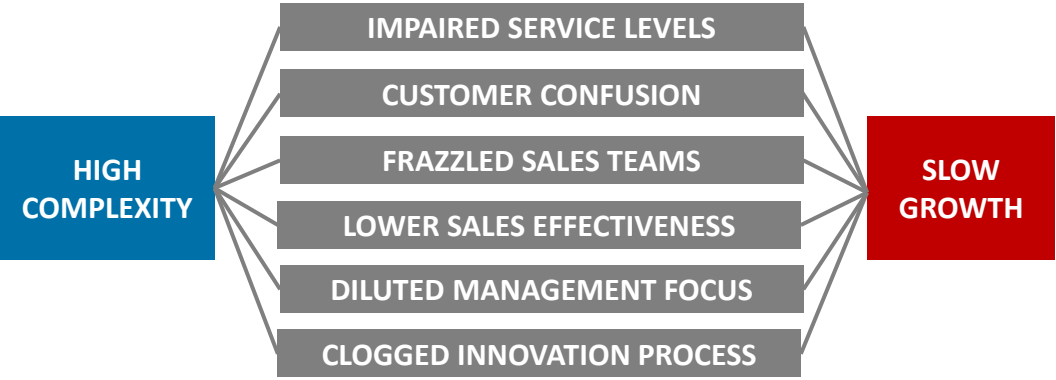 IMPAIRED SERVICE LEVELS
CUSTOMER CONFUSION
HIGH
COMPLEXITY
FRAZZLED SALES TEAMS
LOWER SALES EFFECTIVENESS
SLOW
GROWTH
DILUTED MANAGEMENT FOCUS
CLOGGED INNOVATION PROCESS